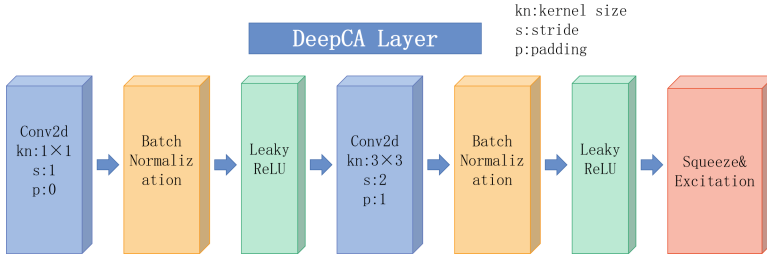 DeepCA Layer
kn:kernel size
s:stride
p:padding
Conv2d
kn:1×1
s:1
p:0
Batch
Normaliz
ation
Leaky
ReLU
Conv2d
kn:3×3
s:2
p:1
Batch
Normaliz
ation
Leaky
ReLU
Squeeze&
Excitation